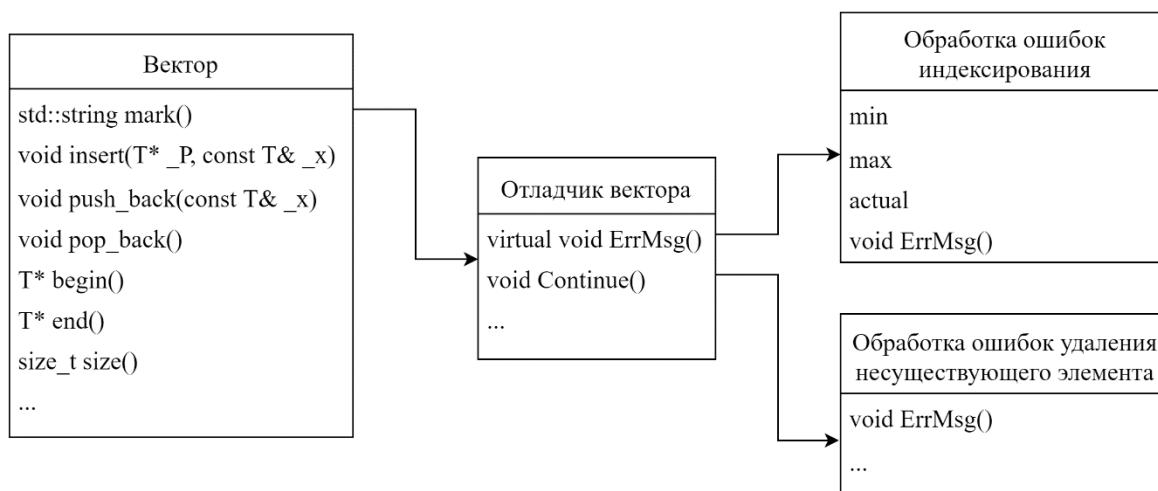 Вектор
std::string mark()
void insert(T* _P, const T& _x)
void push_back(const T& _x)
void pop_back()
T* begin()
T* end()
size_t size()
...
Отладчик вектора
virtual void ErrMsg()
void Continue()
...
Обработка ошибок
индексирования
min
max
actual
void ErrMsg()
Обработка ошибок удаления
несуществующего элемента
void ErrMsg()
...